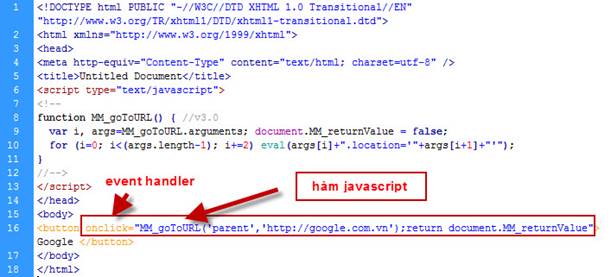 1 <!DOCTYPE html PUBLIC "-//W3C//DTD XHTML 1.0 Transitional//EN"
"http://www.w3.org/TR/xhtml1/DTD/xhtml1-transitional.dtd">
2 <html xmlns="http://www.w3.org/1999/xhtml">
3 <head>
4 <meta http-equiv="Content-Type" content="text/html; charset=utf-8" />
5 <title>Untitled Document</title>
6 <script type="text/javascript">
7 <!--
8 function MM_goToURL() { //v3.0
9 var i, args=MM_goToURL.arguments; document.MM_returnValue = false;
10 for (i=0; i<(args.length-1); i+=2) eval(args[i]+".location='"+args[i+1]+"'");
11 }
12 //-->
event handler
hàm javascript
13 </script>
14 </head>
15 <body>
16 <button onclick="MM_goToURL('parent','http://google.com.vn');return document.MM_returnValue">
Google </button>
17 </body>
18 </html>